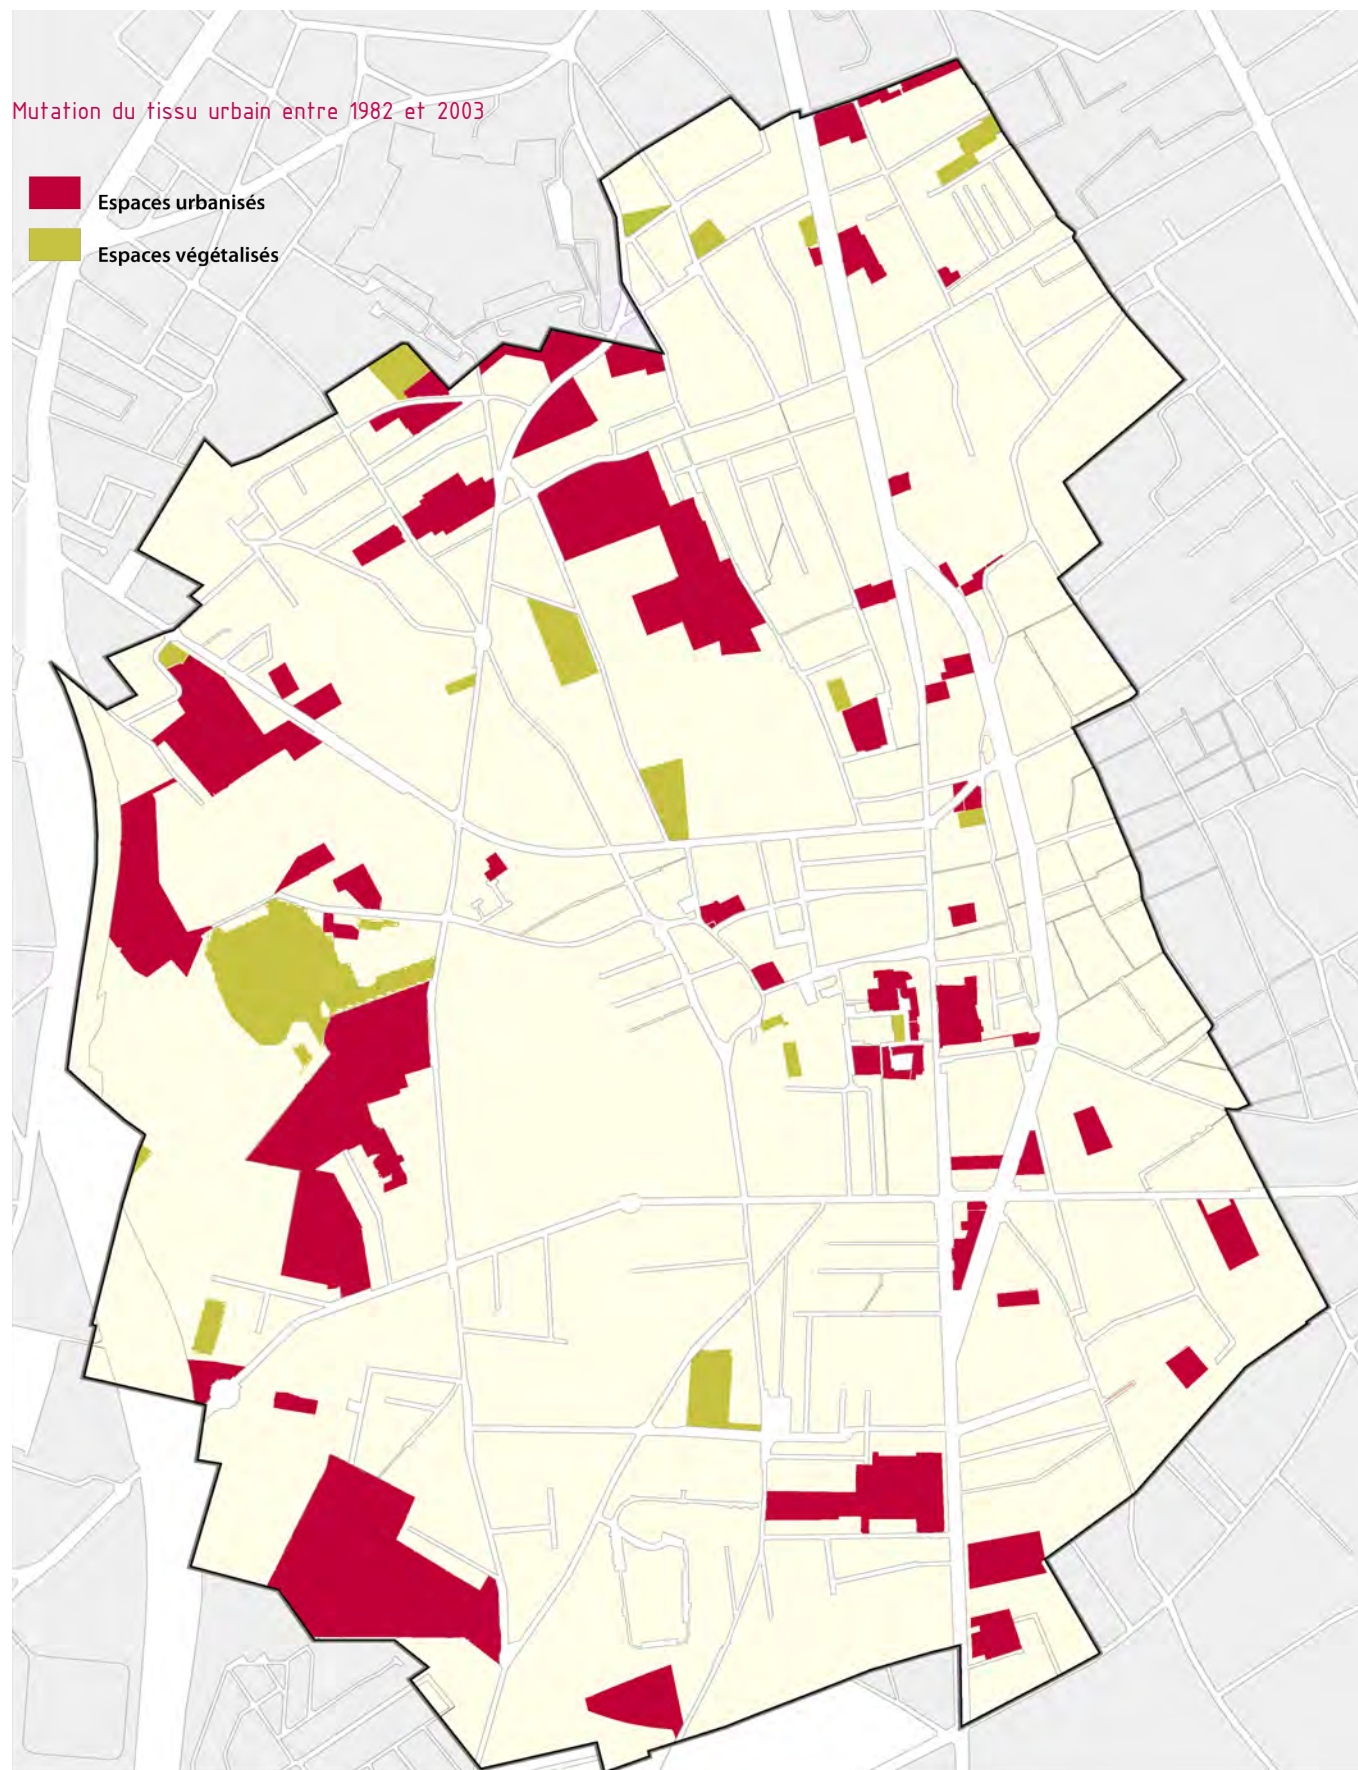 Mutation du tissu urbain entre 1982 et 2003
Espaces urbanisés
Espaces végétalisés